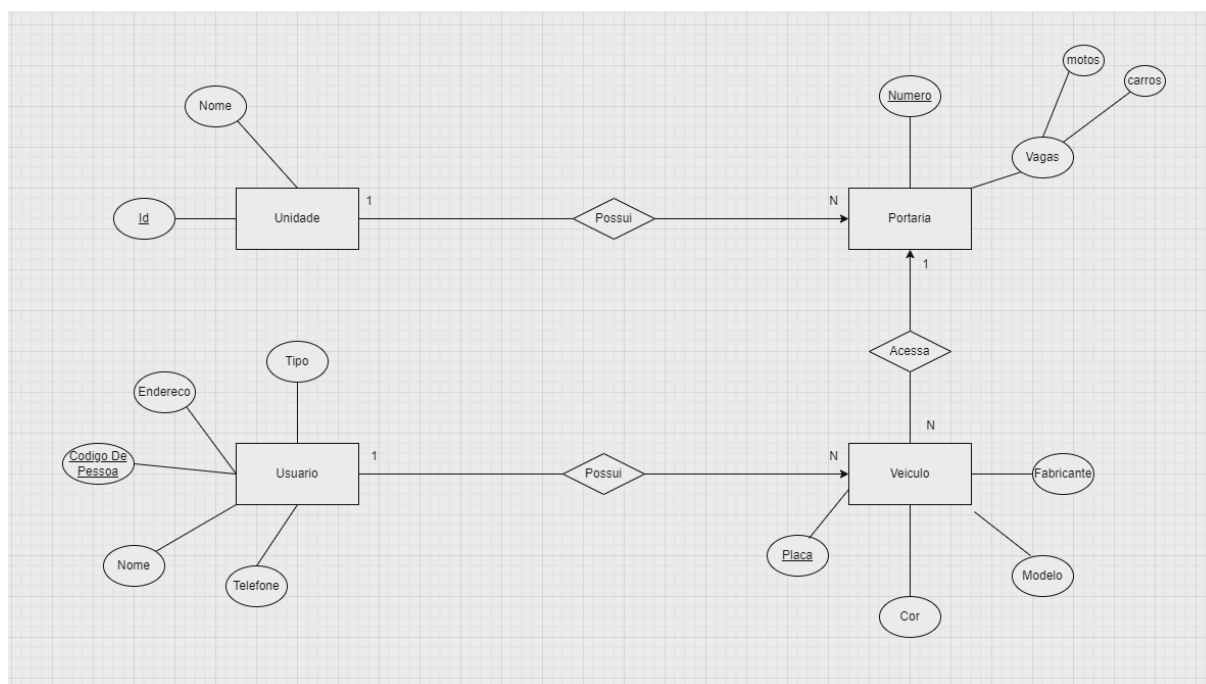 motos
carros
Numero
Nome
Vagas
Id
Unidade
1
Possui
N
Portaria
1
Acessa
Tipo
Endereco
N
Codigo De
Pessoa
Usuario
1
Possui
N
Veiculo
Fabricante
Placa
Nome
Telefone
Modelo
Cor